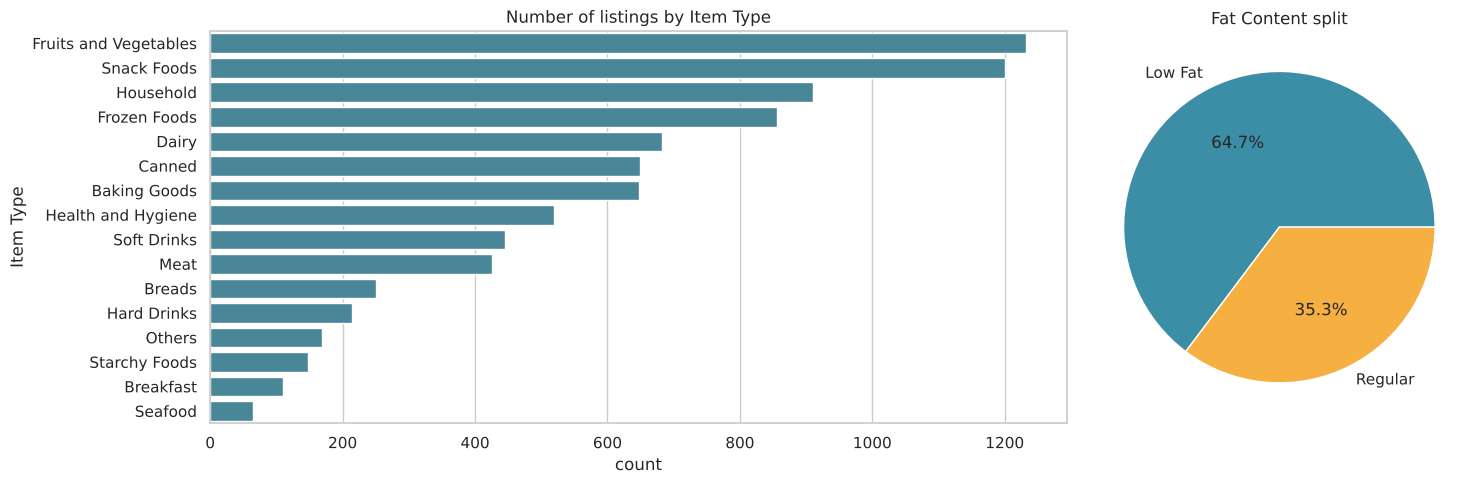 Number of listings by Item Type
Item Type
Fruits and Vegetables
Snack Foods
Household
Frozen Foods
Dairy
Canned
Baking Goods
Health and Hygiene
Soft Drinks
Meat
Breads
Hard Drinks
Others
Starchy Foods
Breakfast
Seafood
0 200 400 600 800 1000 1200
count
Fat Content split
Low Fat
64.7%
35.3%
Regular